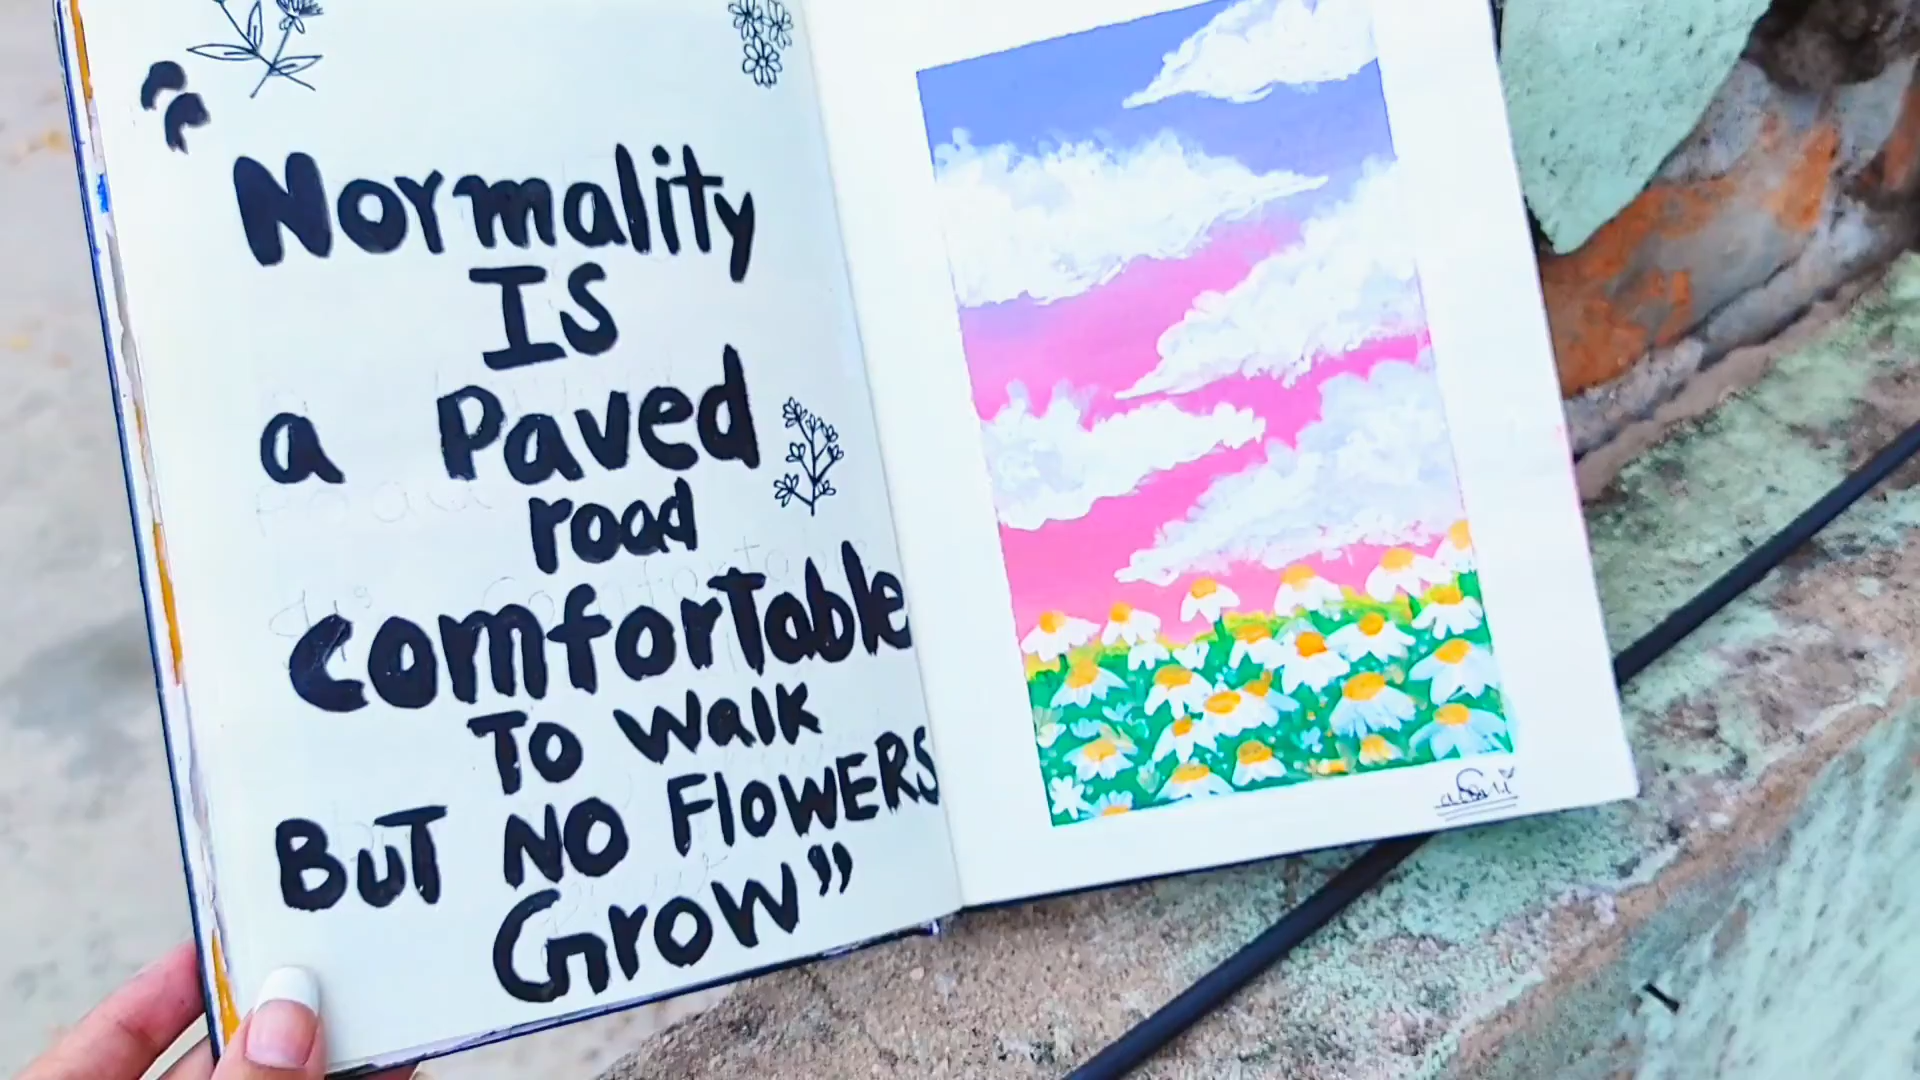 “Normality
IS
a Paved
road
comforTable
To walk
BuT NO FlOWERS
Grow”